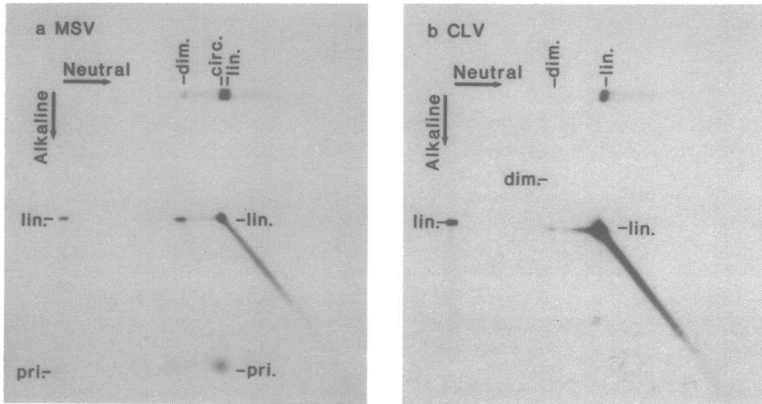 a MSV
Neutral
Alkaline
-dim.
=circ.
=lin.
lin.-
-lin.
pri.-
-pri.
b CLV
Neutral
Alkaline
-dim.
-lin.
dim.-
lin.-
-lin.